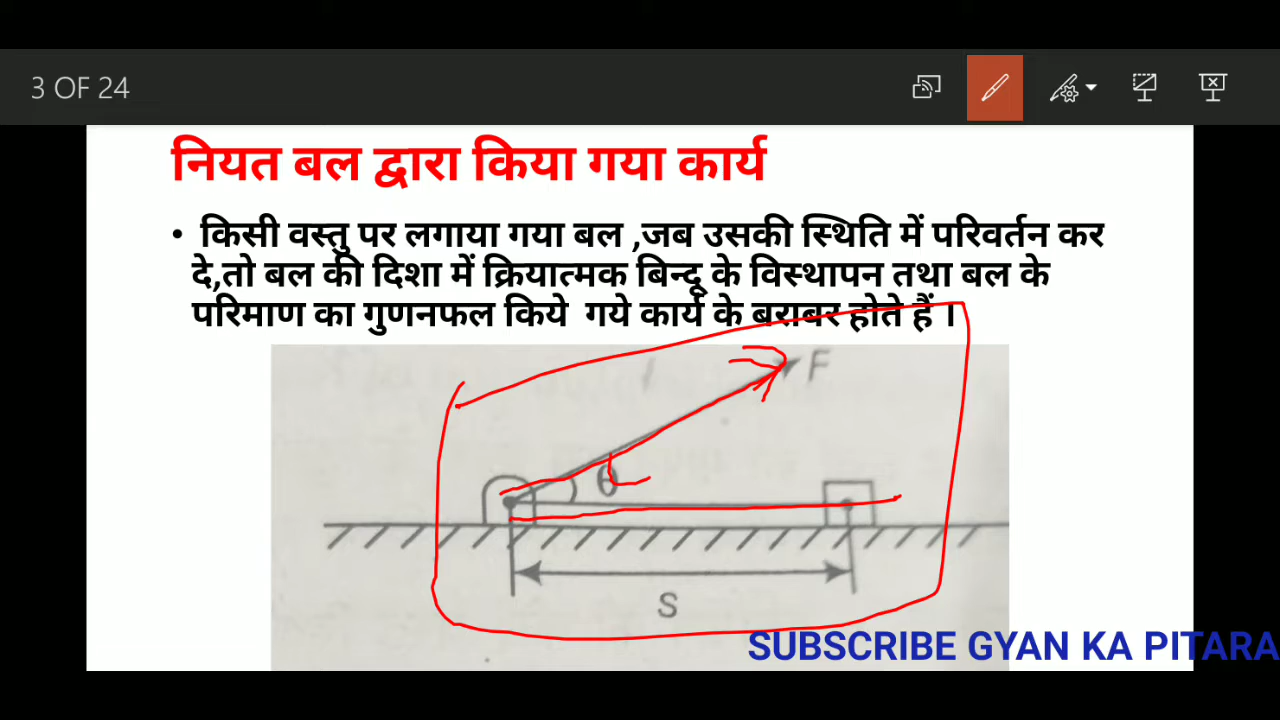 3 OF 24
नियत बल द्वारा किया गया कार्य
• किसी वस्तु पर लगाया गया बल ,जब उसकी स्थिति में परिवर्तन कर
दे,तो बल की दिशा में क्रियात्मक बिन्दू के विस्थापन तथा बल के
परिमाण का गुणनफल किये गये कार्य के बराबर होते हैं ।
F
θ
S
SUBSCRIBE GYAN KA PITARA